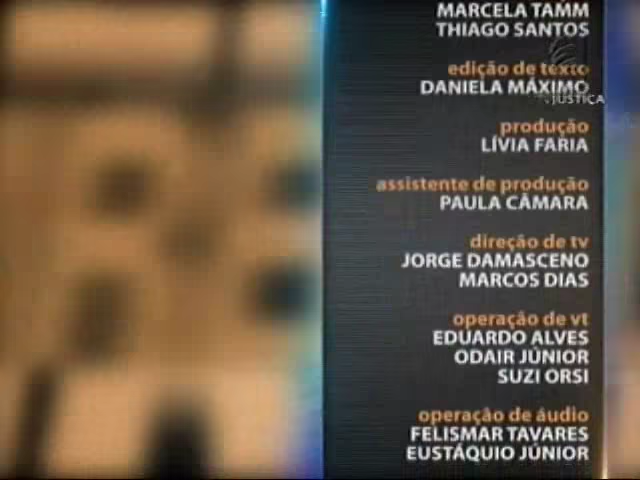 MARCELA TAMM
THIAGO SANTOS
edição de texto
DANIELA MÁXIMO
TV JUSTIÇA
produção
LÍVIA FARIA
assistente de produção
PAULA CÂMARA
direção de tv
JORGE DAMASCENO
MARCOS DIAS
operação de vt
EDUARDO ALVES
ODAIR JÚNIOR
SUZI ORSI
operação de áudio
FELISMAR TAVARES
EUSTÁQUIO JÚNIOR